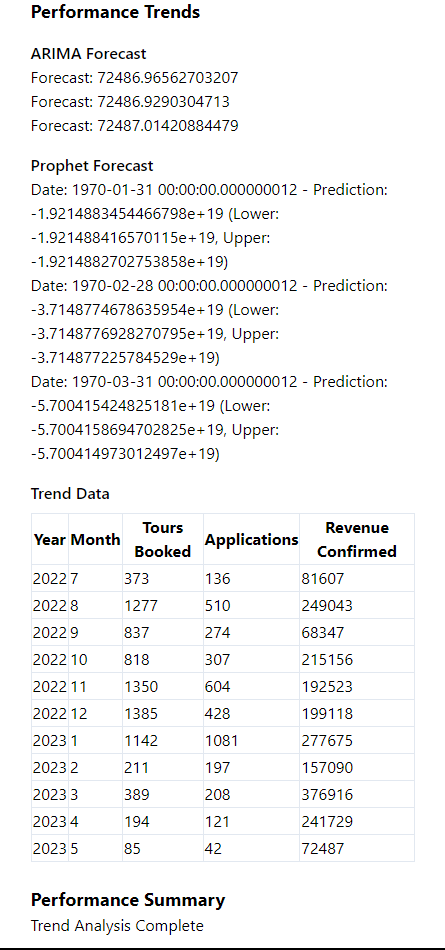 Performance Trends
ARIMA Forecast
Forecast: 72486.96562703207
Forecast: 72486.9290304713
Forecast: 72487.01420884479
Prophet Forecast
Date: 1970-01-31 00:00:00.000000012 - Prediction:
-1.9214883454466798e+19 (Lower:
-1.921488416570115e+19, Upper:
-1.9214882702753858e+19)
Date: 1970-02-28 00:00:00.000000012 - Prediction:
-3.7148774678635954e+19 (Lower:
-3.7148776928270795e+19, Upper:
-3.714877225784529e+19)
Date: 1970-03-31 00:00:00.000000012 - Prediction:
-5.700415424825181e+19 (Lower:
-5.7004158694702825e+19, Upper:
-5.700414973012497e+19)
Trend Data
Year Month Tours Booked Applications Revenue Confirmed
2022 7 373 136 81607
2022 8 1277 510 249043
2022 9 837 274 68347
2022 10 818 307 215156
2022 11 1350 604 192523
2022 12 1385 428 199118
2023 1 1142 1081 277675
2023 2 211 197 157090
2023 3 389 208 376916
2023 4 194 121 241729
2023 5 85 42 72487
Performance Summary
Trend Analysis Complete